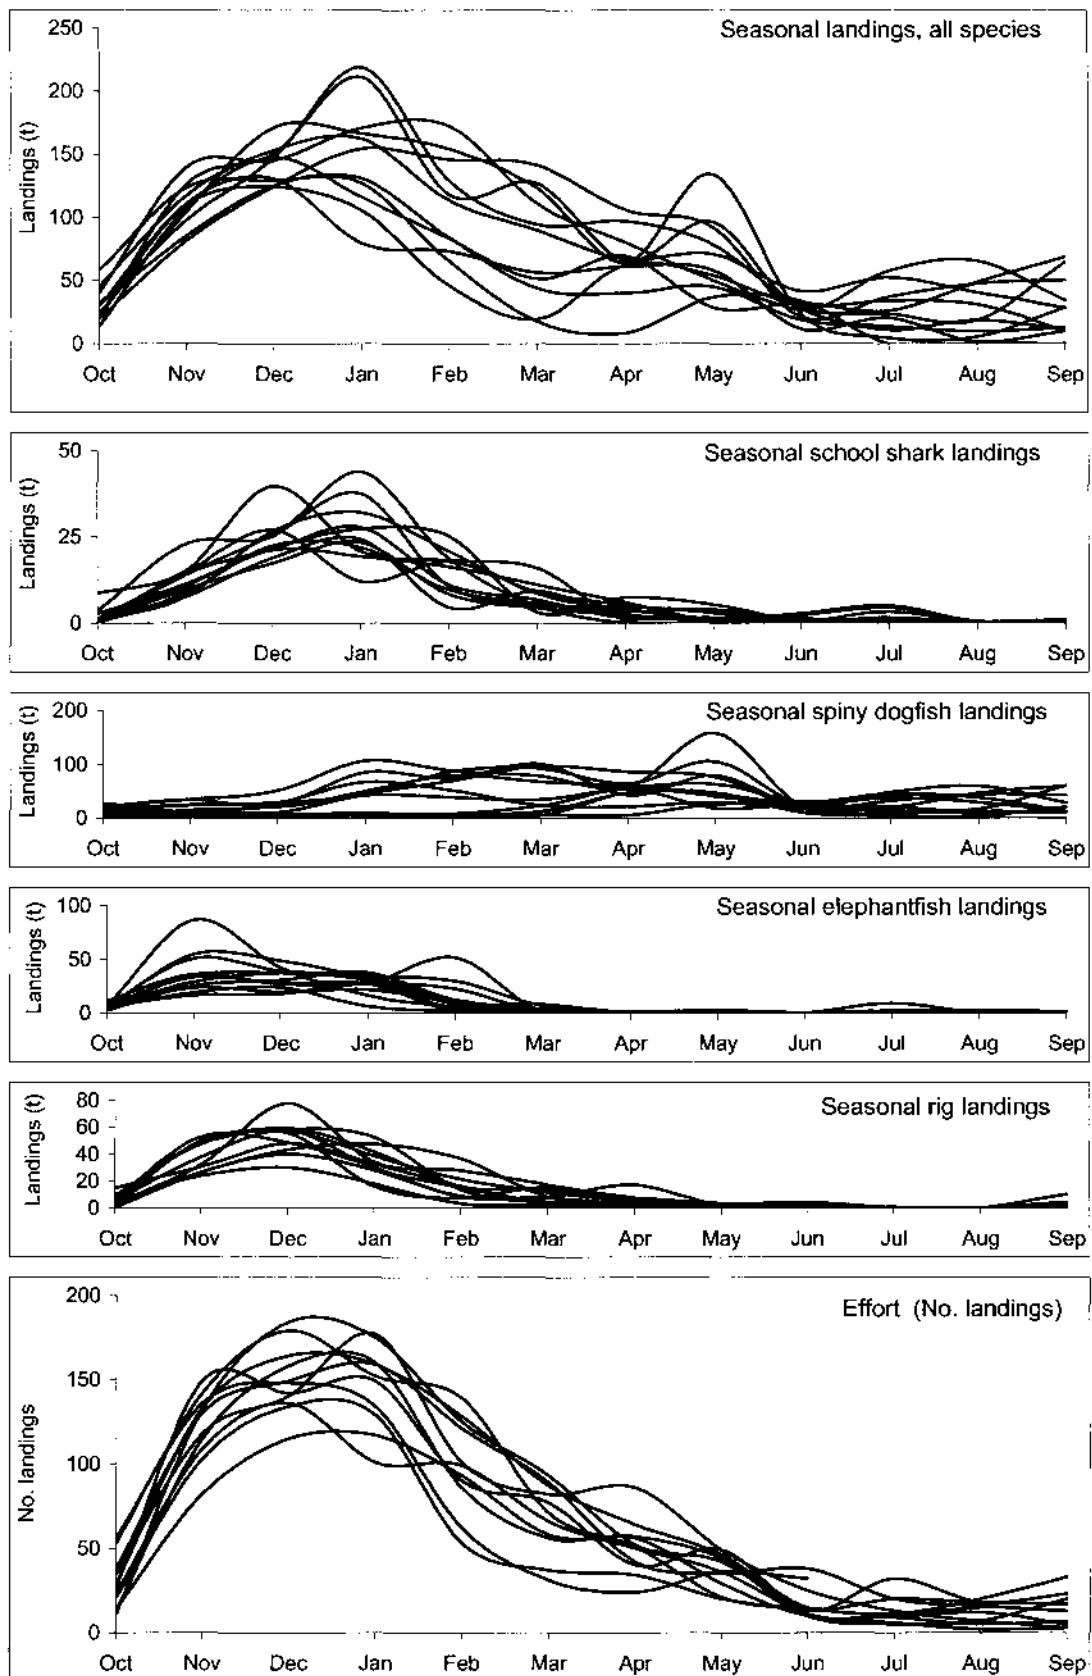 Seasonal landings, all species
Landings (t)
250
200
150
100
50
0
Oct Nov Dec Jan Feb Mar Apr May Jun Jul Aug Sep
Seasonal school shark landings
Landings (t)
50
25
0
Oct Nov Dec Jan Feb Mar Apr May Jun Jul Aug Sep
Seasonal spiny dogfish landings
Landings (t)
200
100
0
Oct Nov Dec Jan Feb Mar Apr May Jun Jul Aug Sep
Seasonal elephantfish landings
Landings (t)
100
50
0
Oct Nov Dec Jan Feb Mar Apr May Jun Jul Aug Sep
Seasonal rig landings
Landings (t)
80
60
40
20
0
Oct Nov Dec Jan Feb Mar Apr May Jun Jul Aug Sep
Effort (No. landings)
No. landings
200
150
100
50
0
Oct Nov Dec Jan Feb Mar Apr May Jun Jul Aug Sep